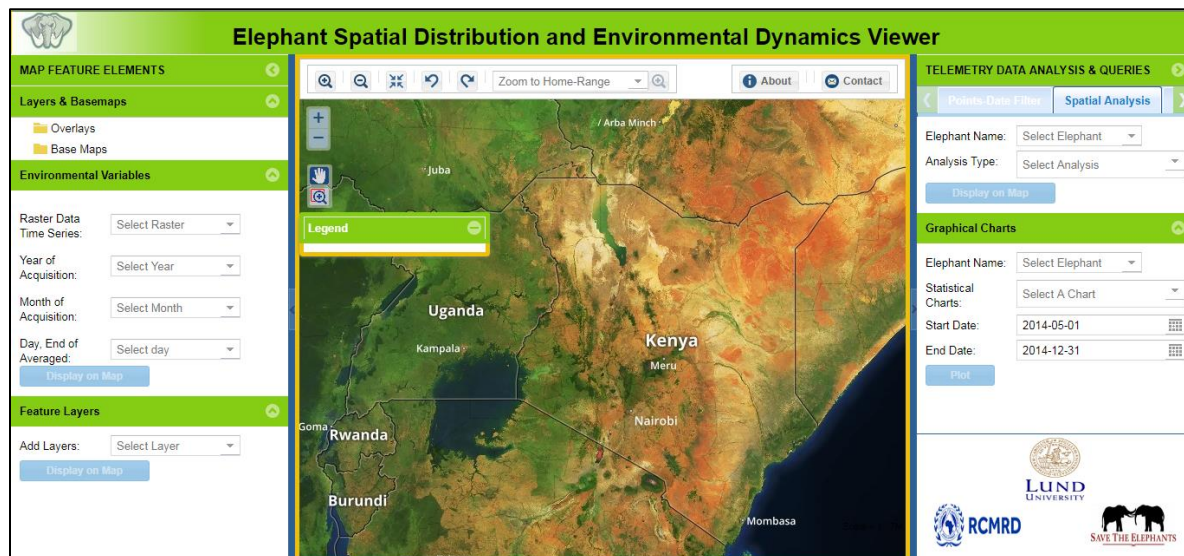 Elephant Spatial Distribution and Environmental Dynamics Viewer
MAP FEATURE ELEMENTS
Layers & Basemaps
Overlays
Base Maps
Environmental Variables
Raster Data
Time Series:
Select Raster
Year of
Acquisition:
Select Year
Month of
Acquisition:
Select Month
Day, End of
Averaged:
Select day
Display on Map
Feature Layers
Add Layers:
Select Layer
Display on Map
Zoom to Home-Range
About
Contact
Legend
Arba Minch
Juba
Uganda
Kampala
Kenya
Meru
Nairobi
Goma
Rwanda
Burundi
Mombasa
TELEMETRY DATA ANALYSIS & QUERIES
Points-Date Filter
Spatial Analysis
Elephant Name:
Select Elephant
Analysis Type:
Select Analysis
Display on Map
Graphical Charts
Elephant Name:
Select Elephant
Statistical
Charts:
Select A Chart
Start Date:
2014-05-01
End Date:
2014-12-31
Plot
LUND
UNIVERSITY
RCMRD
SAVE THE ELEPHANTS